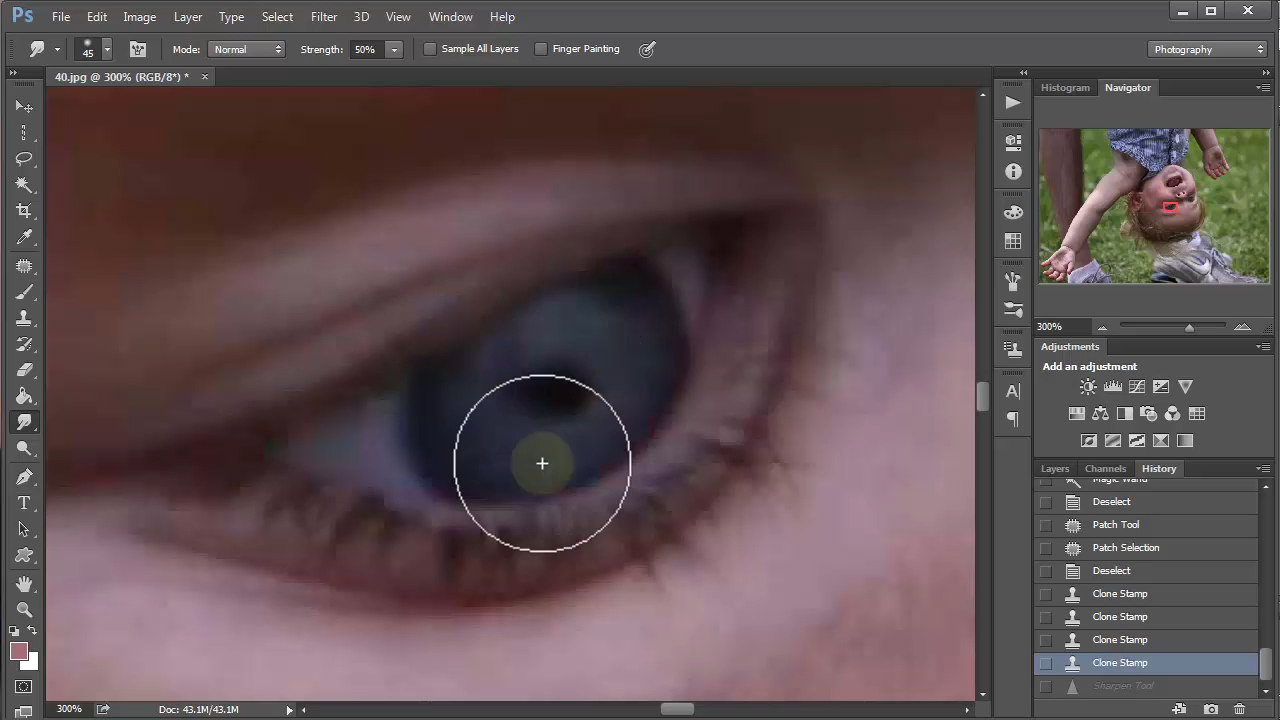 Ps File Edit Image Layer Type Select Filter 3D View Window Help
45 Mode: Normal Strength: 50% Sample All Layers Finger Painting Photography
40.jpg @ 300% (RGB/8*) * ×
Histogram Navigator
300%
Adjustments
Add an adjustment
Layers Channels History
Magic Wand
Deselect
Patch Tool
Patch Selection
Deselect
Clone Stamp
Clone Stamp
Clone Stamp
Clone Stamp
Sharpen Tool
300% Doc: 43.1M/43.1M